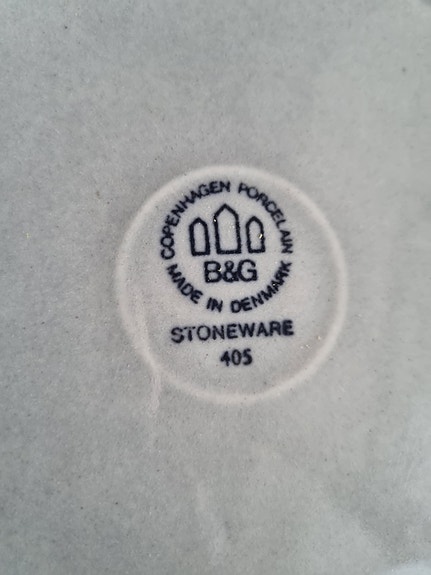 COPENHAGEN PORCELAIN
B&G
MADE IN DENMARK
STONEWARE
405